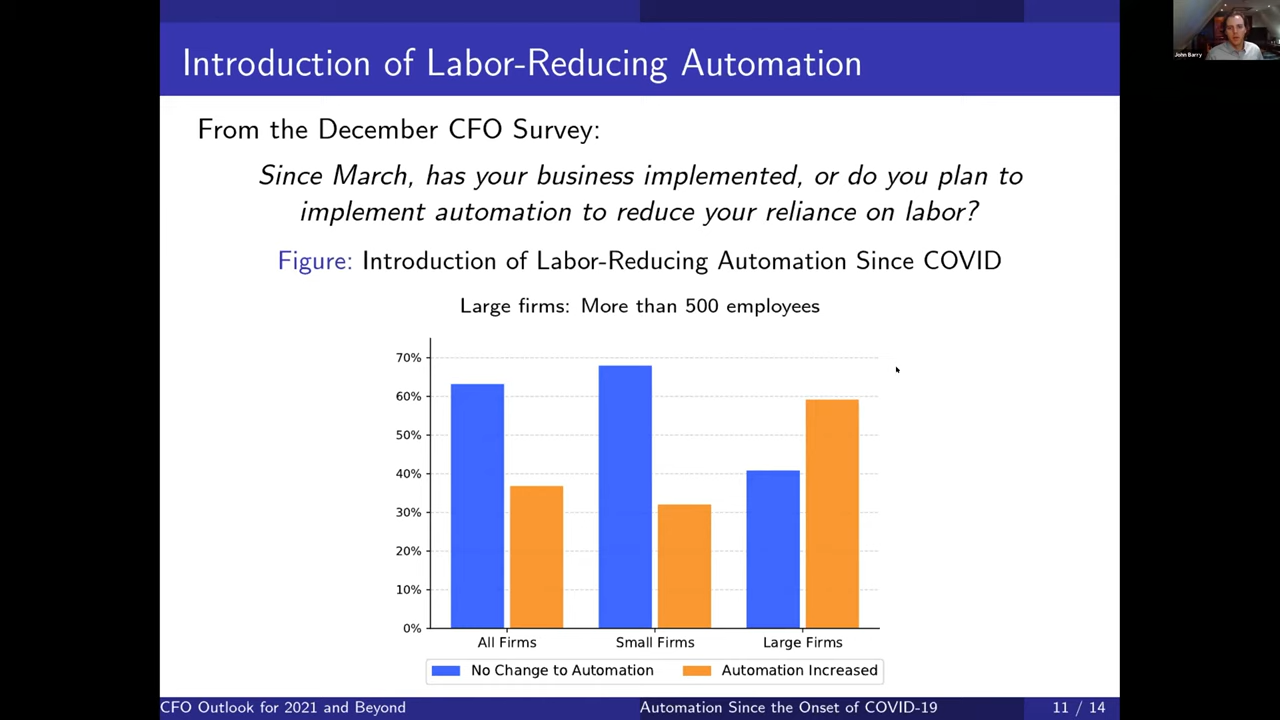 John Barry
Introduction of Labor-Reducing Automation
From the December CFO Survey:
Since March, has your business implemented, or do you plan to
implement automation to reduce your reliance on labor?
Figure: Introduction of Labor-Reducing Automation Since COVID
Large firms: More than 500 employees
70%
60%
50%
40%
30%
20%
10%
0%
All Firms Small Firms Large Firms
No Change to Automation Automation Increased
CFO Outlook for 2021 and Beyond Automation Since the Onset of COVID-19 11 / 14